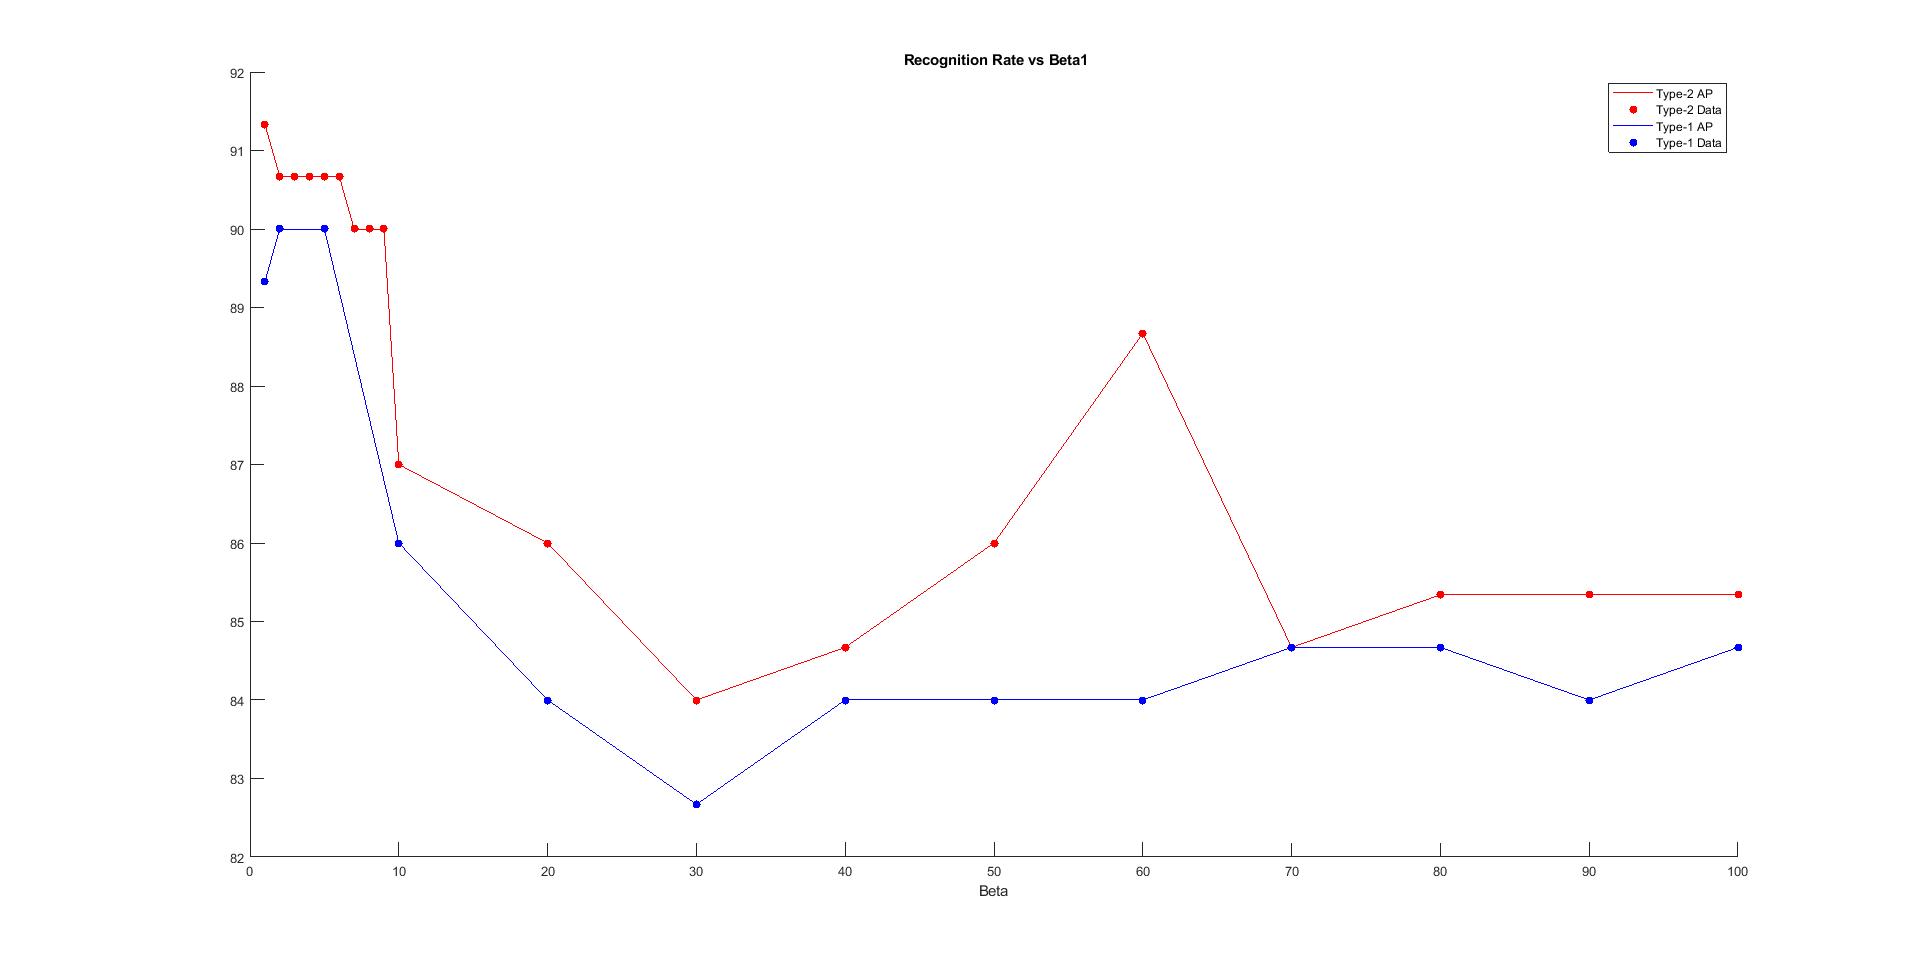 Recognition Rate vs Beta1
92
91
90
89
88
87
86
85
84
83
82
Type-2 AP
Type-2 Data
Type-1 AP
Type-1 Data
0 10 20 30 40 50 60 70 80 90 100
Beta